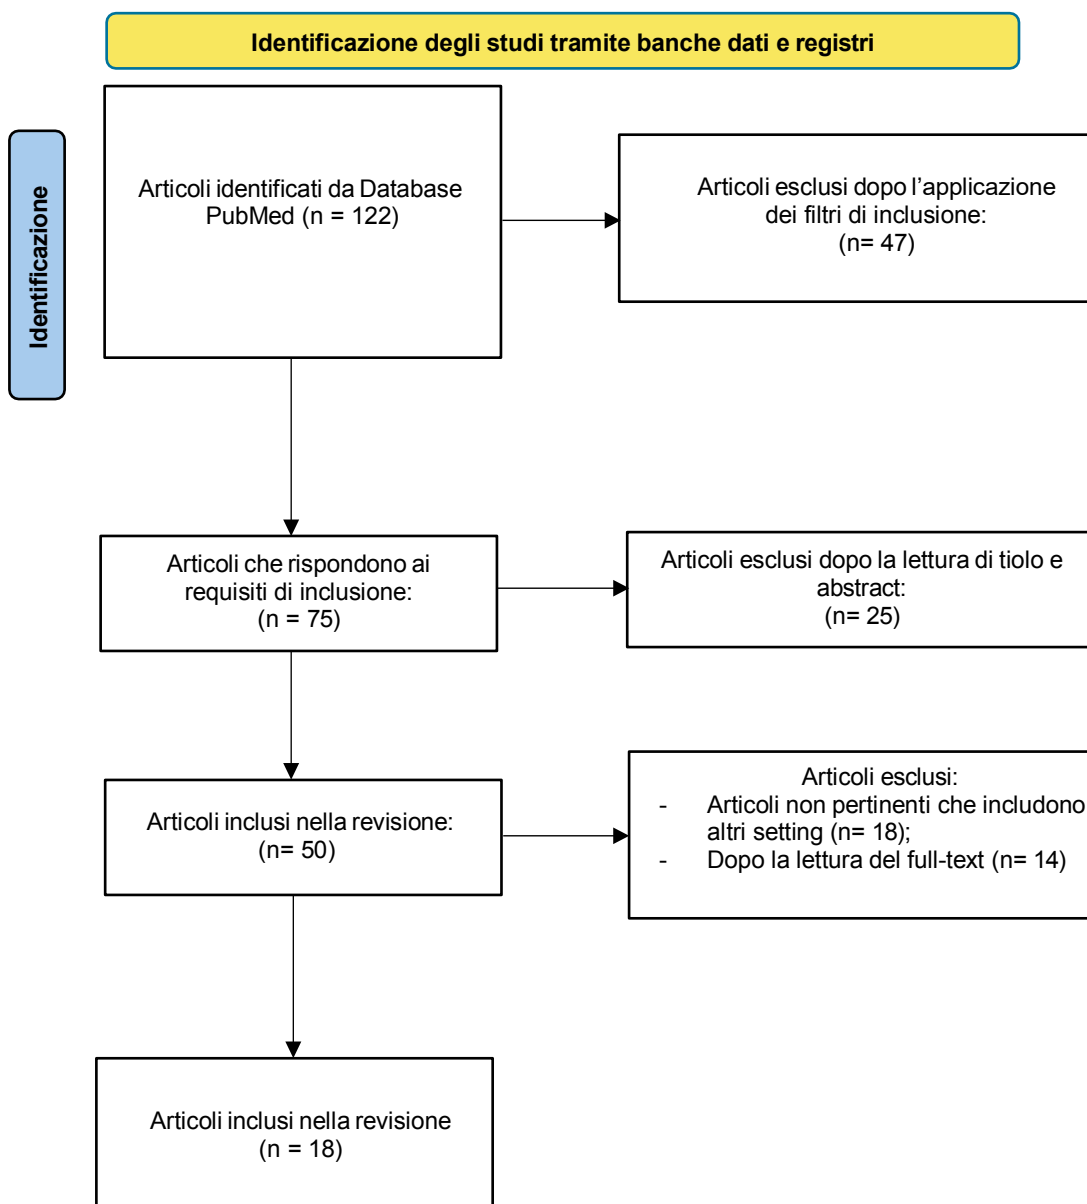 Identificazione degli studi tramite banche dati e registri
Identificazione
Articoli identificati da Database
PubMed (n = 122)
Articoli esclusi dopo l’applicazione
dei filtri di inclusione:
(n= 47)
Articoli che rispondono ai
requisiti di inclusione:
(n = 75)
Articoli esclusi dopo la lettura di tiolo e
abstract:
(n= 25)
Articoli inclusi nella revisione:
(n= 50)
Articoli esclusi:
- Articoli non pertinenti che includono
altri setting (n= 18);
- Dopo la lettura del full-text (n= 14)
Articoli inclusi nella revisione
(n = 18)